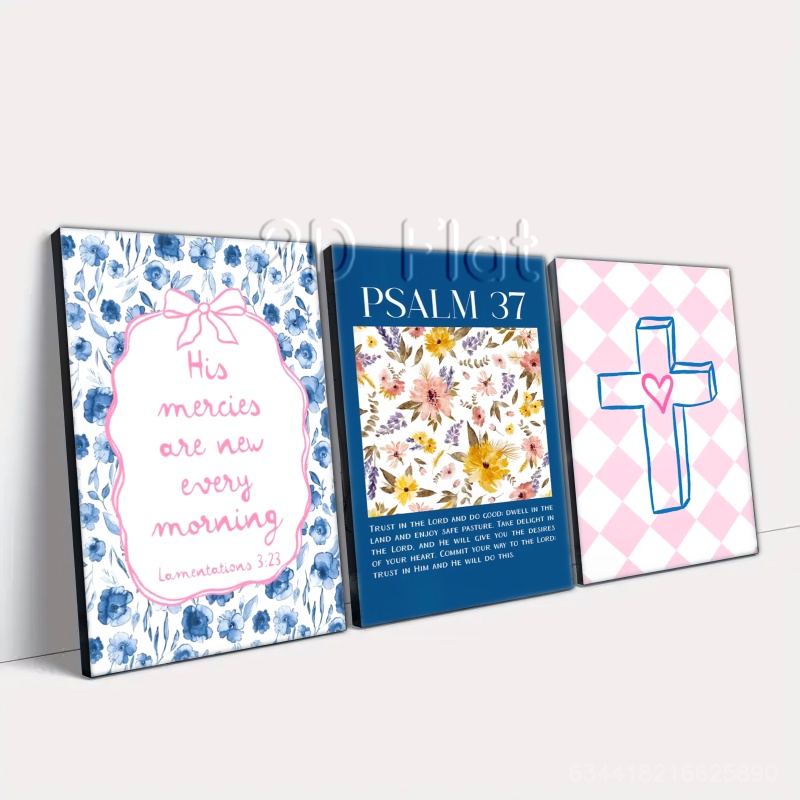 2D Flat
His
mercies
are new
every
morning
Lamentations 3:23
PSALM 37
TRUST IN THE LORD AND DO GOOD; DWELL IN THE
LAND AND ENJOY SAFE PASTURE. TAKE DELIGHT IN
THE LORD, AND HE WILL GIVE YOU THE DESIRES
OF YOUR HEART. COMMIT YOUR WAY TO THE LORD;
TRUST IN HIM AND HE WILL DO THIS.